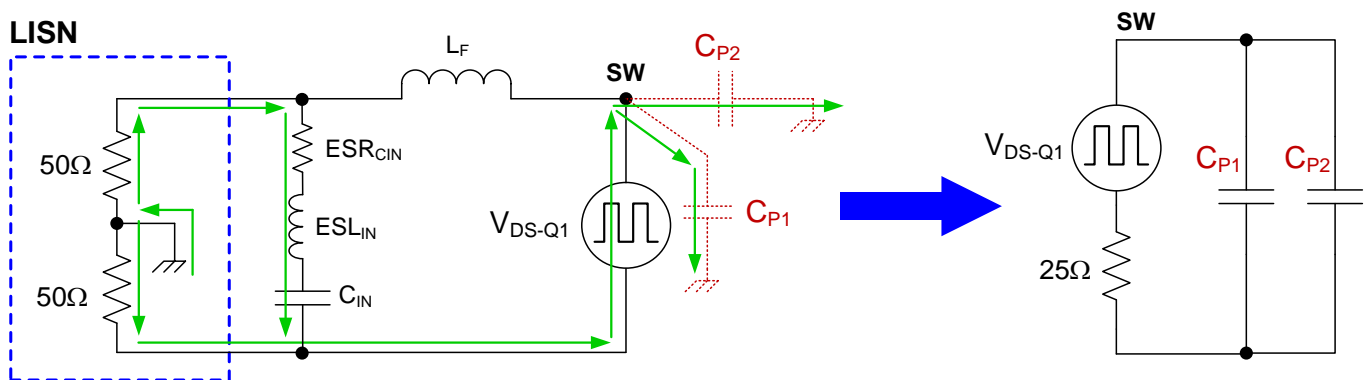 LISN
L_F
SW
C_P2
50Ω
ESR_CIN
ESL_IN
V_DS-Q1
C_P1
50Ω
C_IN
SW
V_DS-Q1
C_P1
C_P2
25Ω